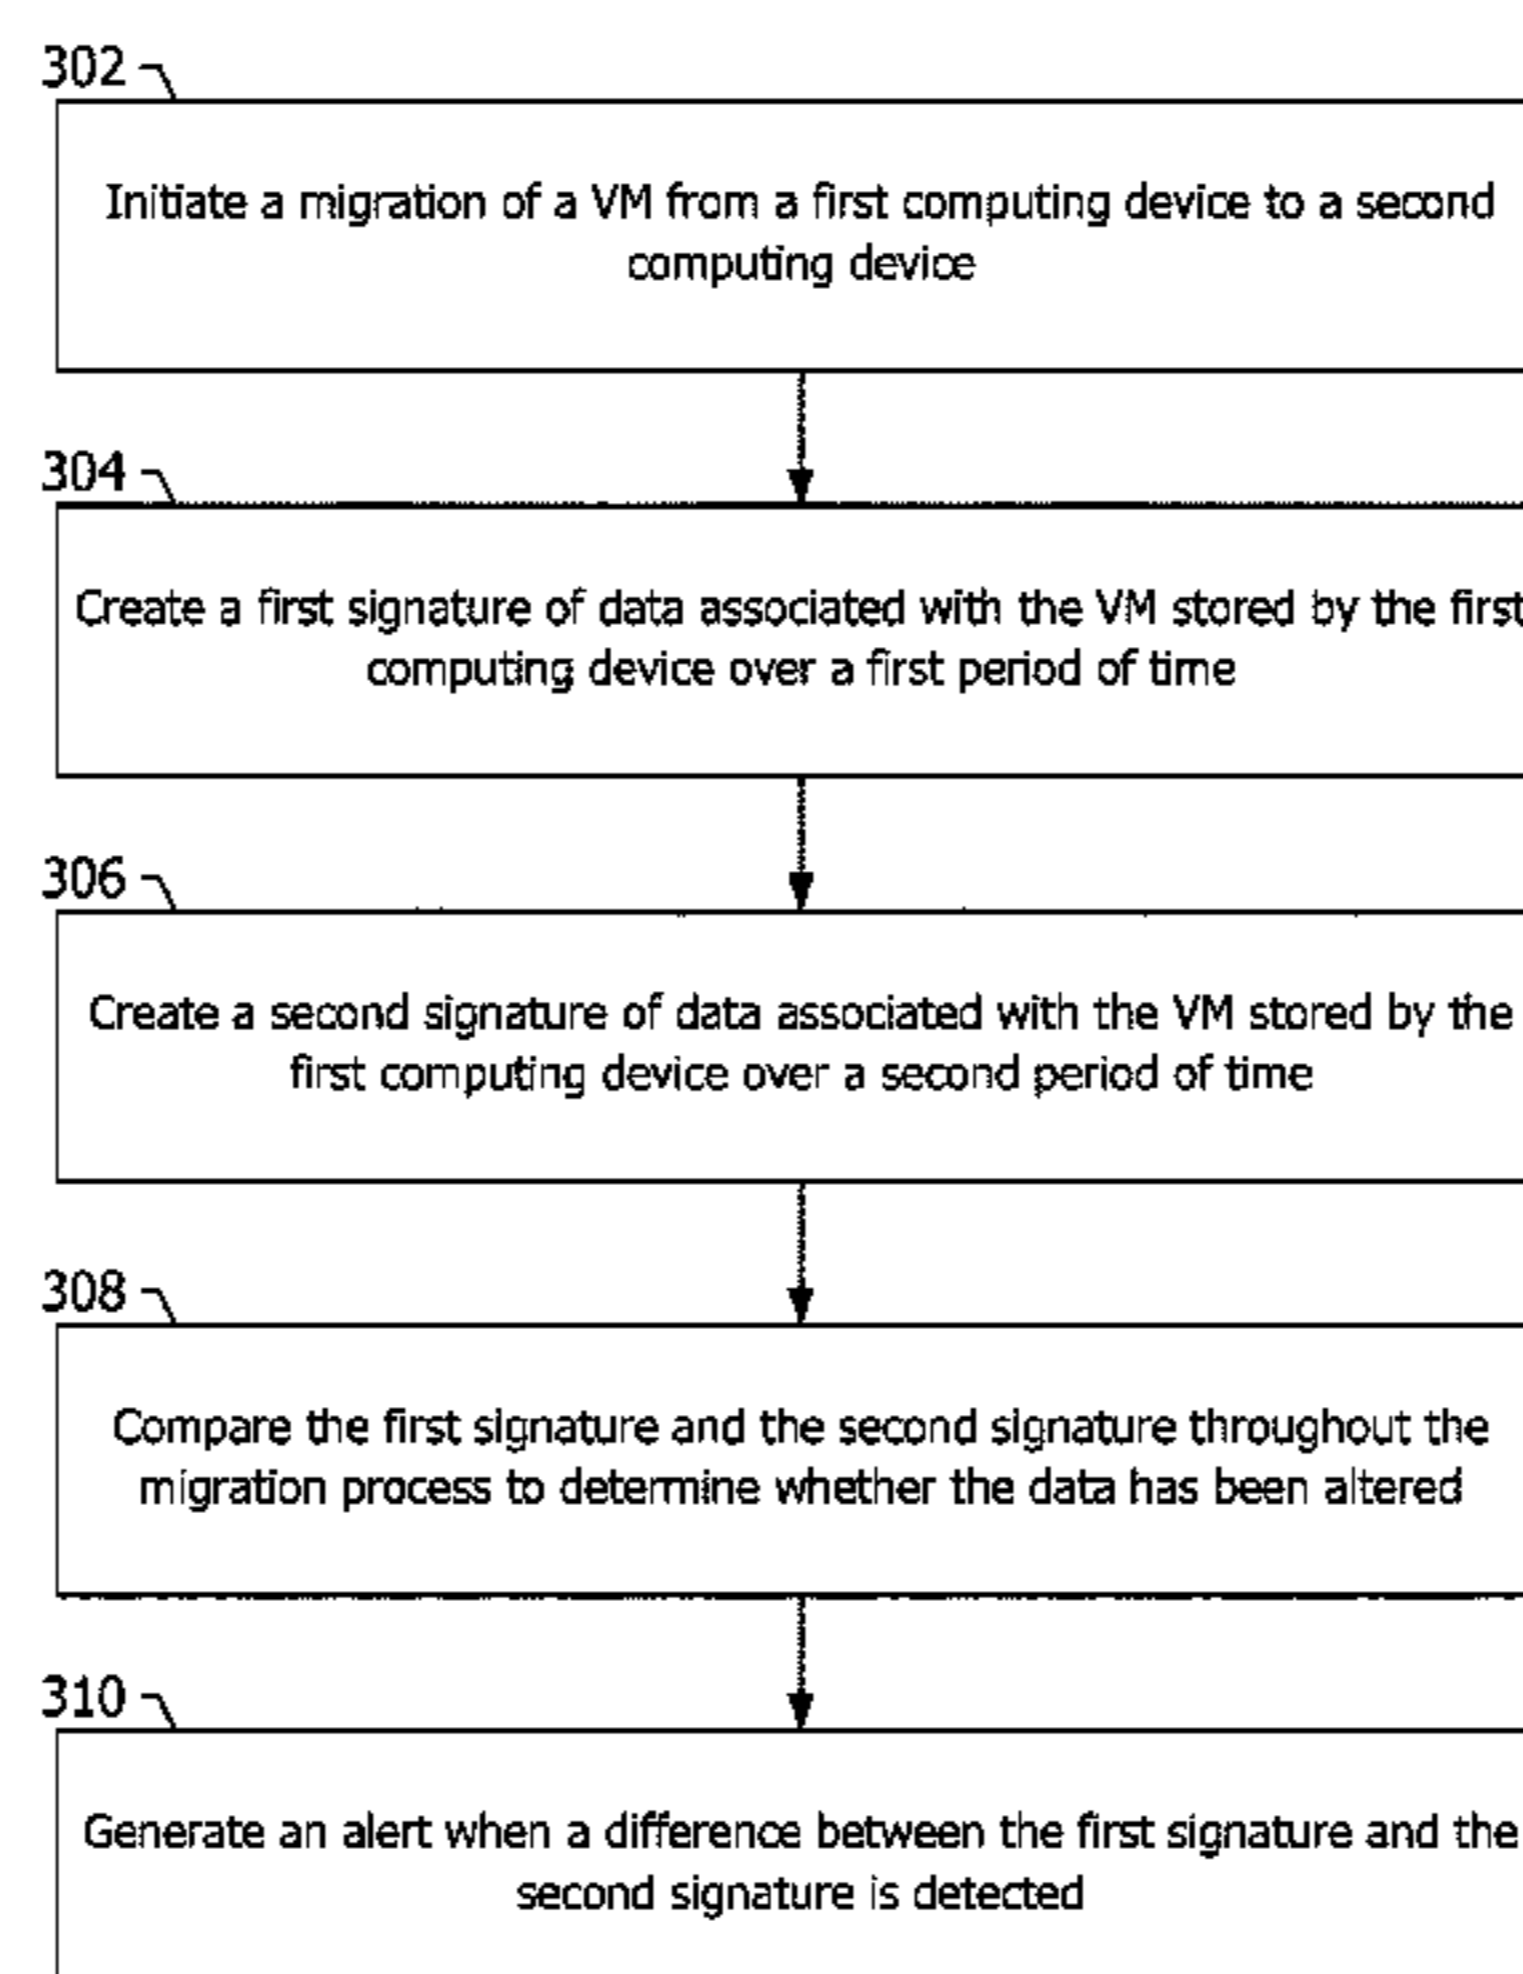 302
Initiate a migration of a VM from a first computing device to a second
computing device
304
Create a first signature of data associated with the VM stored by the first
computing device over a first period of time
306
Create a second signature of data associated with the VM stored by the
first computing device over a second period of time
308
Compare the first signature and the second signature throughout the
migration process to determine whether the data has been altered
310
Generate an alert when a difference between the first signature and the
second signature is detected